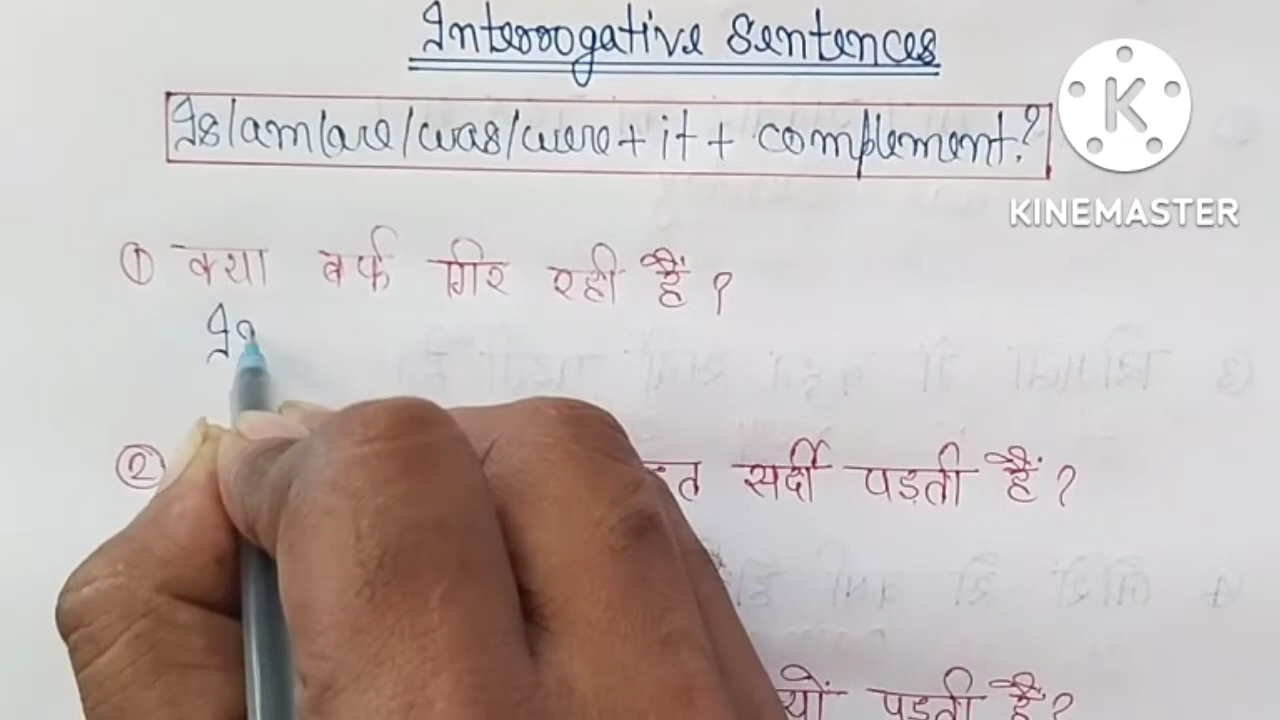 Interrogative Sentences
Is/am/are/was/were + it + complement?
KINEMASTER
① क्या बर्फ गिर रही हैं ?
Is
② सर्दी पड़ती हैं ?
पड़ती हैं ?